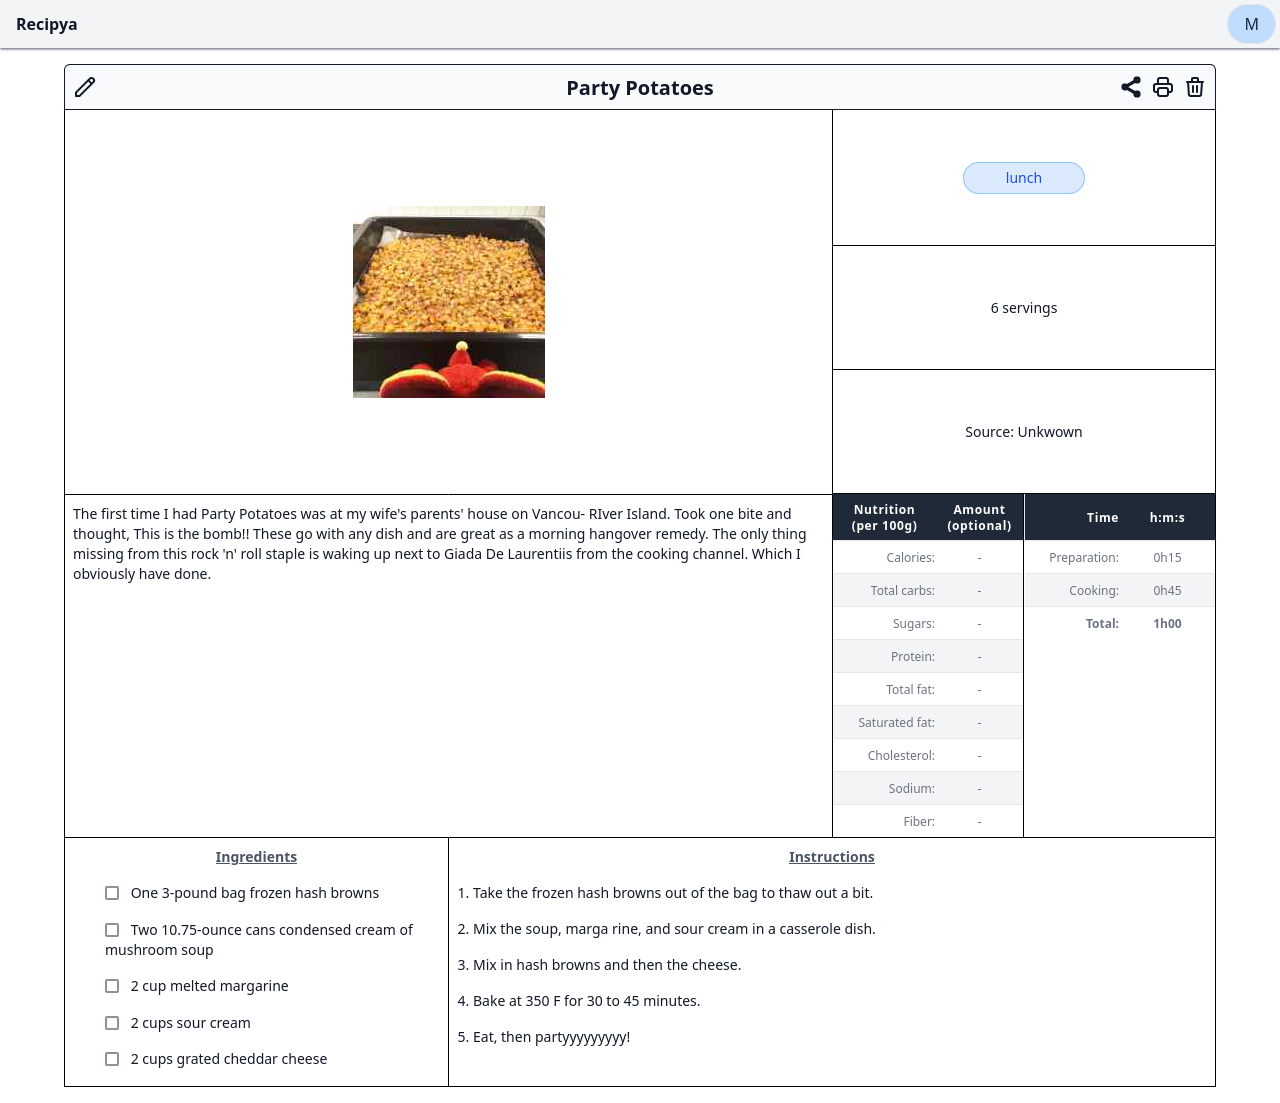 Recipya
M
Party Potatoes
lunch
6 servings
Source: Unkwown
The first time I had Party Potatoes was at my wife's parents' house on Vancou- RIver Island. Took one bite and
thought, This is the bomb!! These go with any dish and are great as a morning hangover remedy. The only thing
missing from this rock 'n' roll staple is waking up next to Giada De Laurentiis from the cooking channel. Which I
obviously have done.
Nutrition (per 100g) Amount (optional)
Calories: -
Total carbs: -
Sugars: -
Protein: -
Total fat: -
Saturated fat: -
Cholesterol: -
Sodium: -
Fiber: -
Time h:m:s
Preparation: 0h15
Cooking: 0h45
Total: 1h00
Ingredients
One 3-pound bag frozen hash browns
Two 10.75-ounce cans condensed cream of
mushroom soup
2 cup melted margarine
2 cups sour cream
2 cups grated cheddar cheese
Instructions
1. Take the frozen hash browns out of the bag to thaw out a bit.
2. Mix the soup, marga rine, and sour cream in a casserole dish.
3. Mix in hash browns and then the cheese.
4. Bake at 350 F for 30 to 45 minutes.
5. Eat, then partyyyyyyyyy!